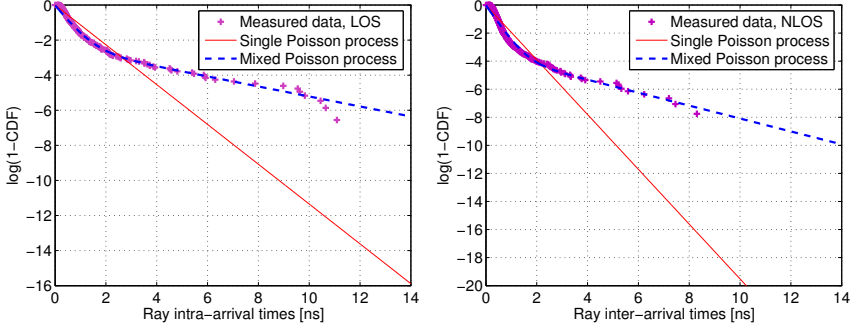 0
−2
−4
−6
−8
−10
−12
−14
−16
0 2 4 6 8 10 12 14
log(1−CDF)
Ray intra−arrival times [ns]
Measured data, LOS
Single Poisson process
Mixed Poisson process
0
−2
−4
−6
−8
−10
−12
−14
−16
−18
−20
0 2 4 6 8 10 12 14
log(1−CDF)
Ray inter−arrival times [ns]
Measured data, NLOS
Single Poisson process
Mixed Poisson process